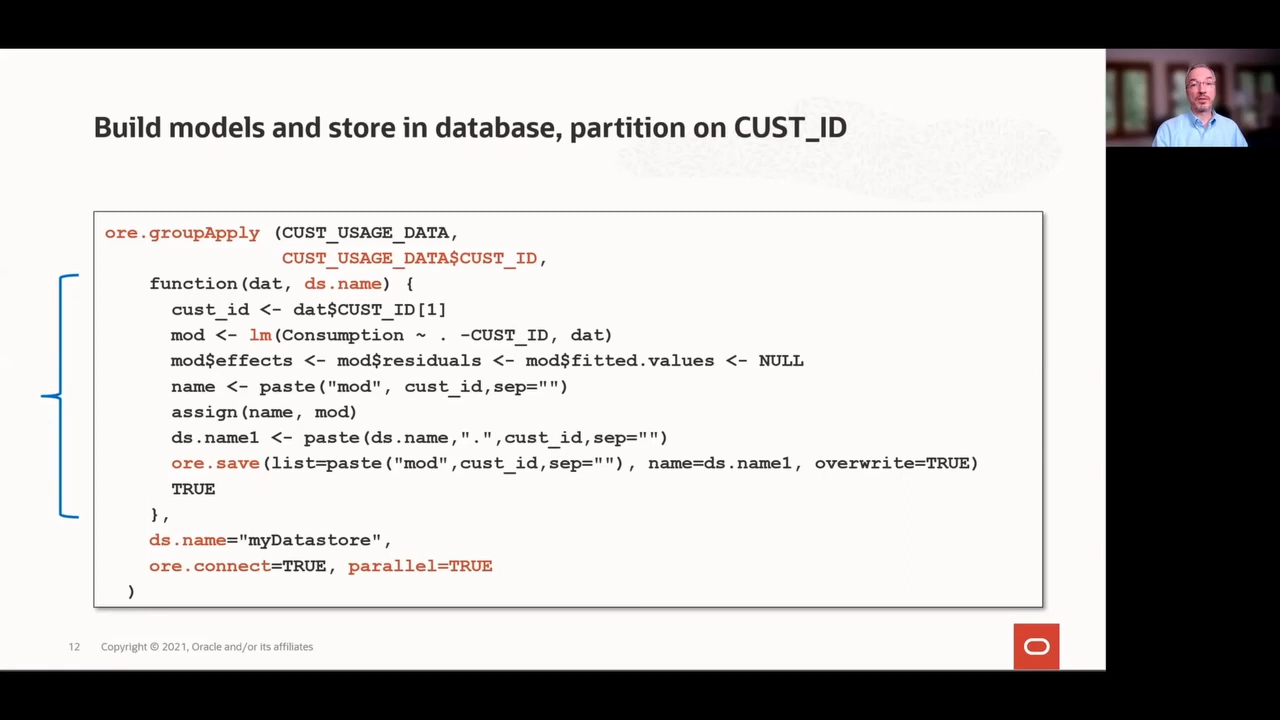 Build models and store in database, partition on CUST_ID
ore.groupApply (CUST_USAGE_DATA,
CUST_USAGE_DATA$CUST_ID,
function(dat, ds.name) {
cust_id <- dat$CUST_ID[1]
mod <- lm(Consumption ~ . -CUST_ID, dat)
mod$effects <- mod$residuals <- mod$fitted.values <- NULL
name <- paste("mod", cust_id,sep="")
assign(name, mod)
ds.name1 <- paste(ds.name,".",cust_id,sep="")
ore.save(list=paste("mod",cust_id,sep=""), name=ds.name1, overwrite=TRUE)
TRUE
},
ds.name="myDatastore",
ore.connect=TRUE, parallel=TRUE
)
12 Copyright © 2021, Oracle and/or its affiliates